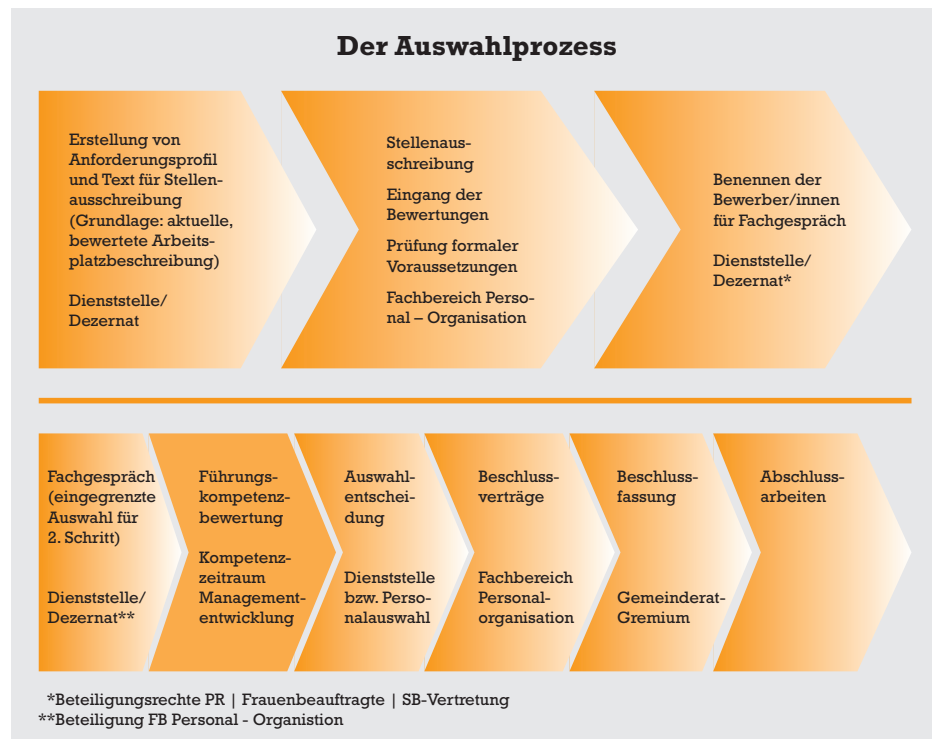 Der Auswahlprozess
Erstellung von
Anforderungsprofil
und Text für Stellen-
ausschreibung
(Grundlage: aktuelle,
bewertete Arbeits-
platzbeschreibung)
Dienststelle/
Dezernat
Stellenaus-
schreibung
Eingang der
Bewertungen
Prüfung formaler
Voraussetzungen
Fachbereich Perso-
nal – Organisation
Benennen der
Bewerber/innen
für Fachgespräch
Dienststelle/
Dezernat*
Fachgespräch
(eingegrenzte
Auswahl für
2. Schritt)
Dienststelle/
Dezernat**
Führungs-
kompetenz-
bewertung
Kompetenz-
zeitraum
Management-
entwicklung
Auswahl-
entschei-
dung
Dienststelle
bzw. Perso-
nalauswahl
Beschluss-
verträge
Fachbereich
Personal-
organisation
Beschluss-
fassung
Gemeinderat-
Gremium
Abschluss-
arbeiten
*Beteiligungsrechte PR | Frauenbeauftragte | SB-Vertretung
**Beteiligung FB Personal - Organistion